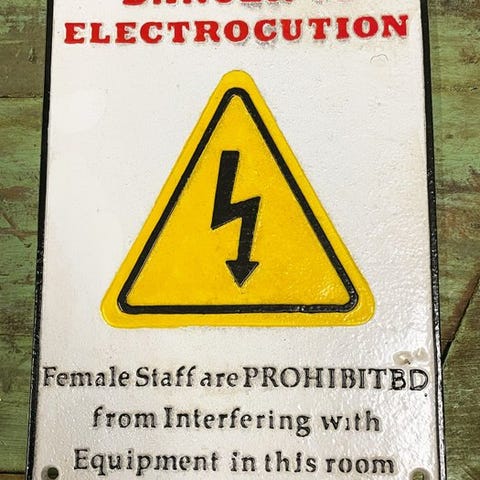 ELECTROCUTION
Female Staff are PROHIBITBD
from Interfering with
Equipment in this room